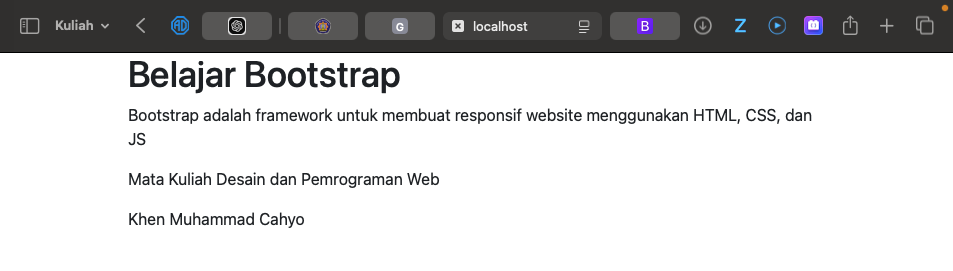 Kuliah
G
localhost
B
Z
Belajar Bootstrap
Bootstrap adalah framework untuk membuat responsif website menggunakan HTML, CSS, dan
JS
Mata Kuliah Desain dan Pemrograman Web
Khen Muhammad Cahyo